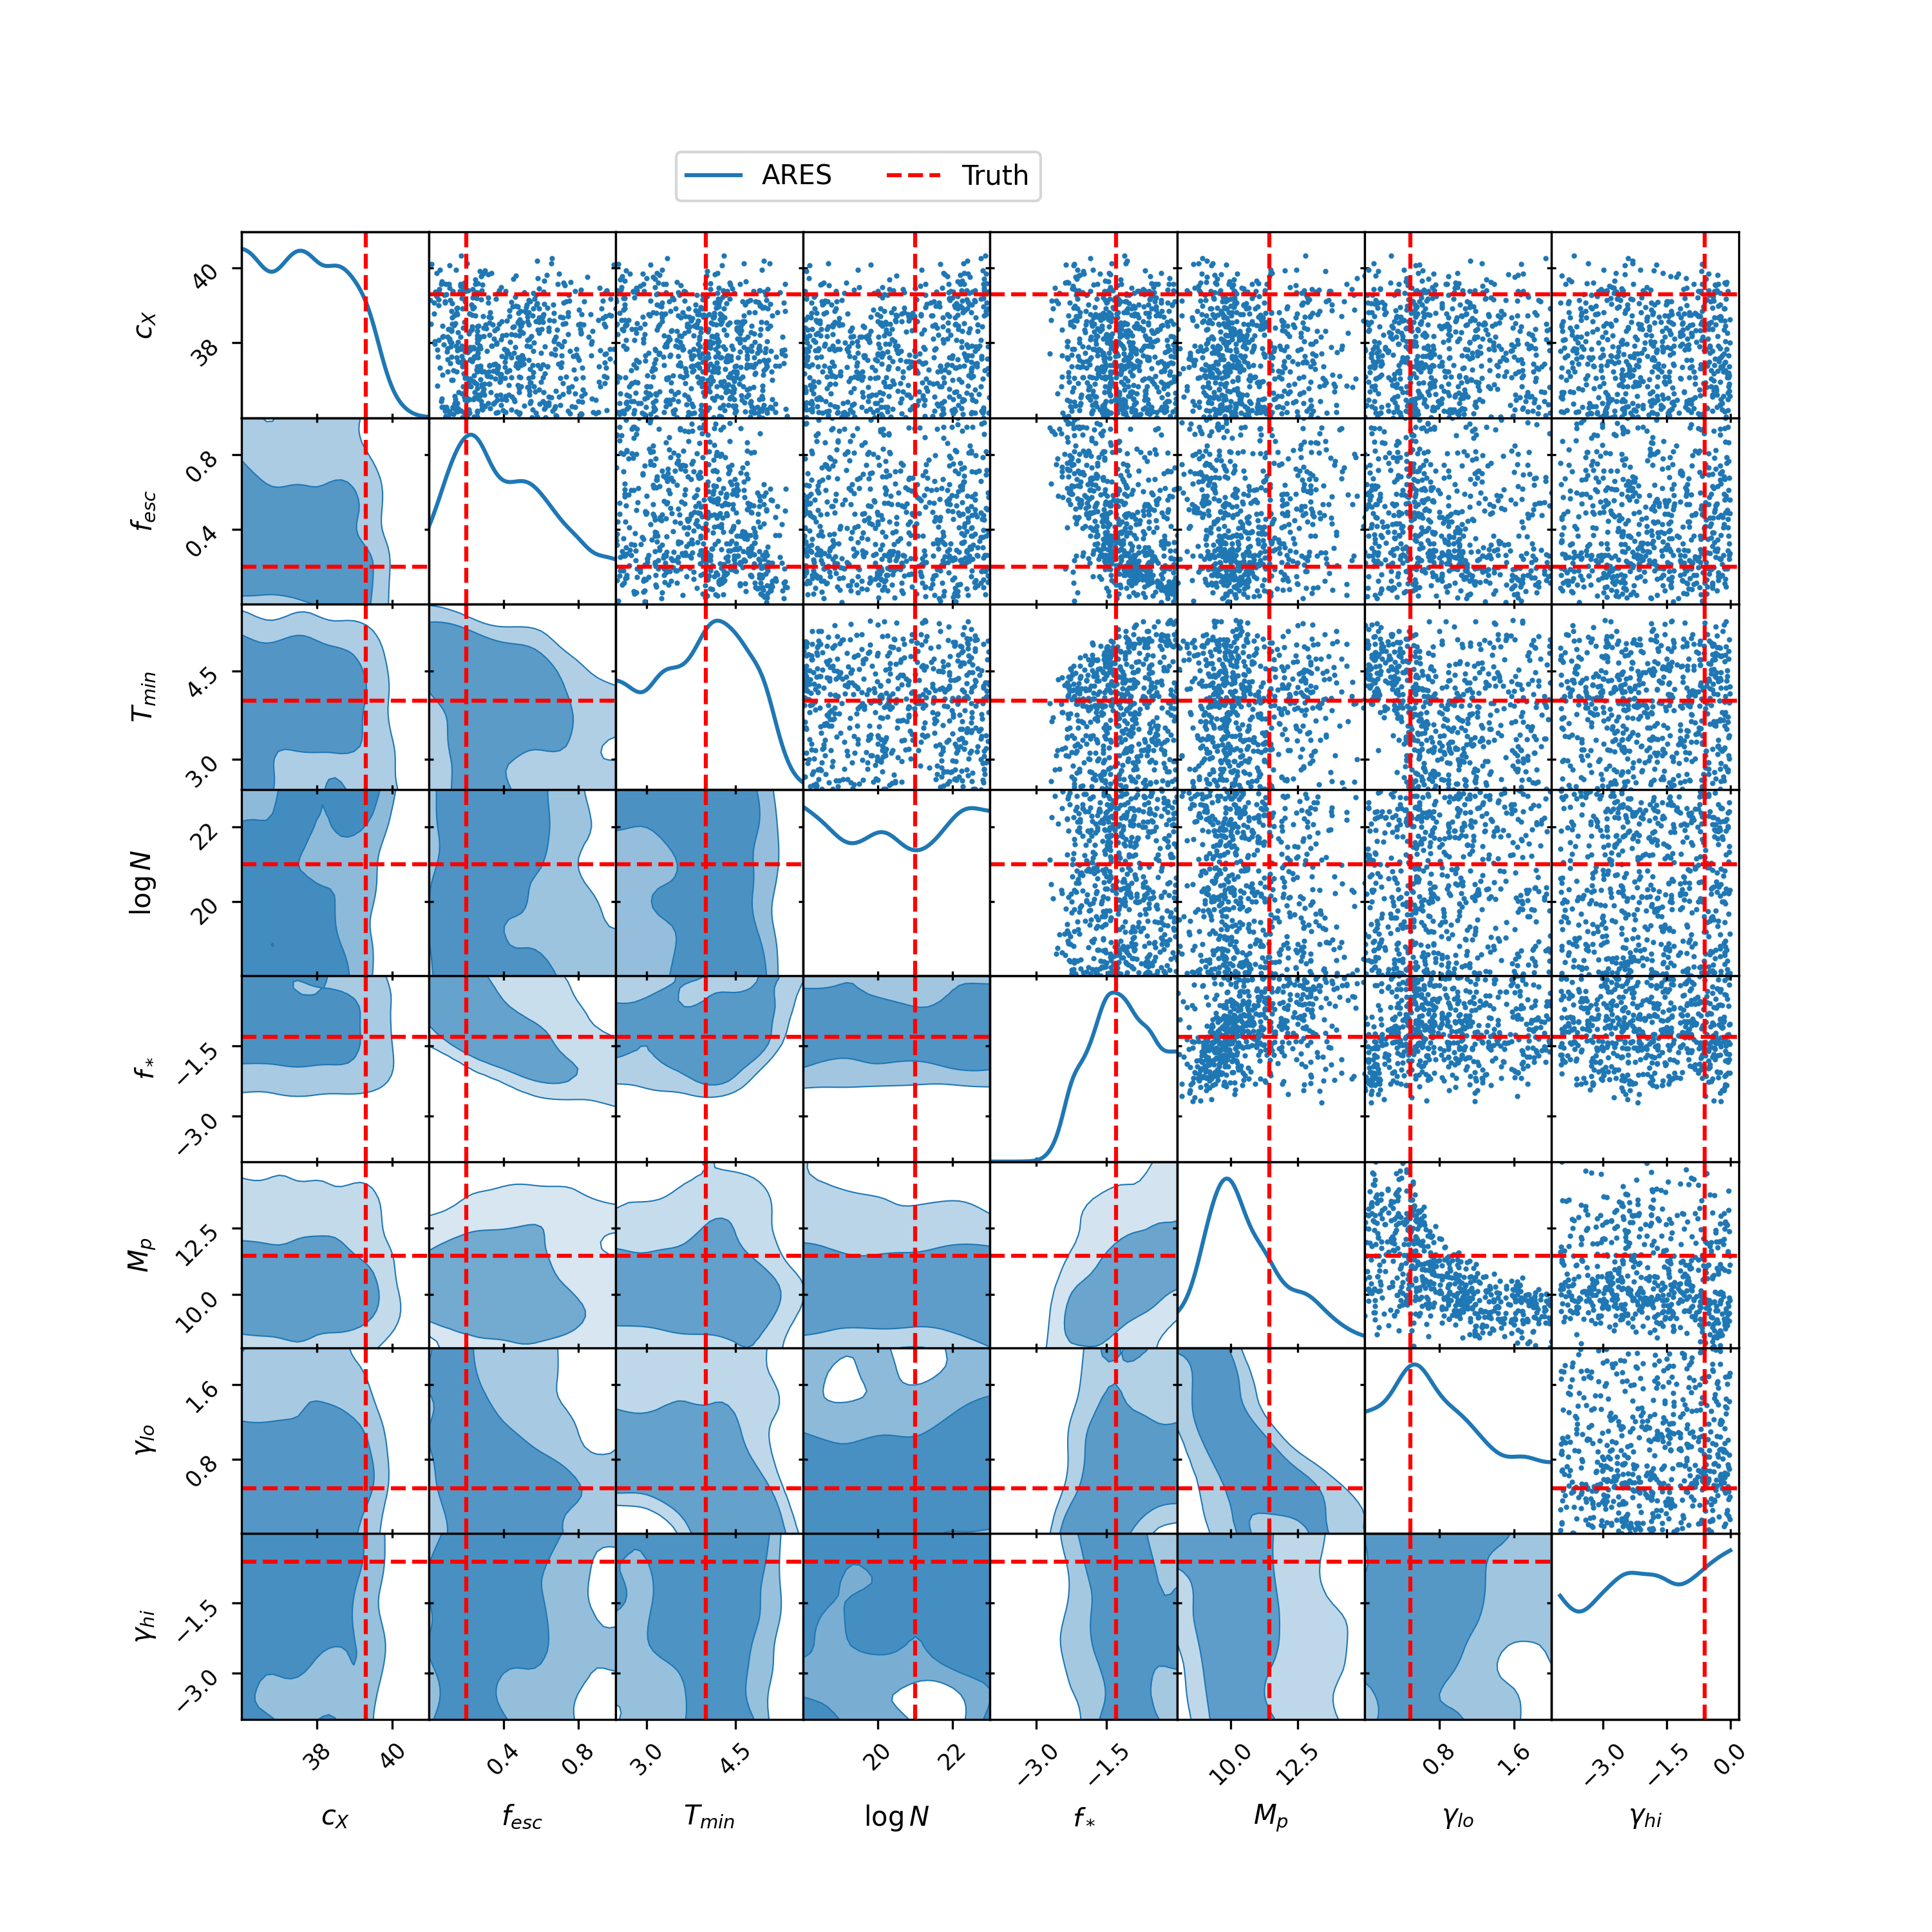 ARES Truth
c_X 40 38
f_esc 0.8 0.4
T_min 4.5 3.0
log N 22 20
f_* −1.5 −3.0
M_p 12.5 10.0
γ_lo 1.6 0.8
γ_hi −1.5 −3.0
38 40 0.4 0.8 3.0 4.5 20 22 −3.0 −1.5 10.0 12.5 0.8 1.6 −3.0 −1.5 0.0
c_X f_esc T_min log N f_* M_p γ_lo γ_hi